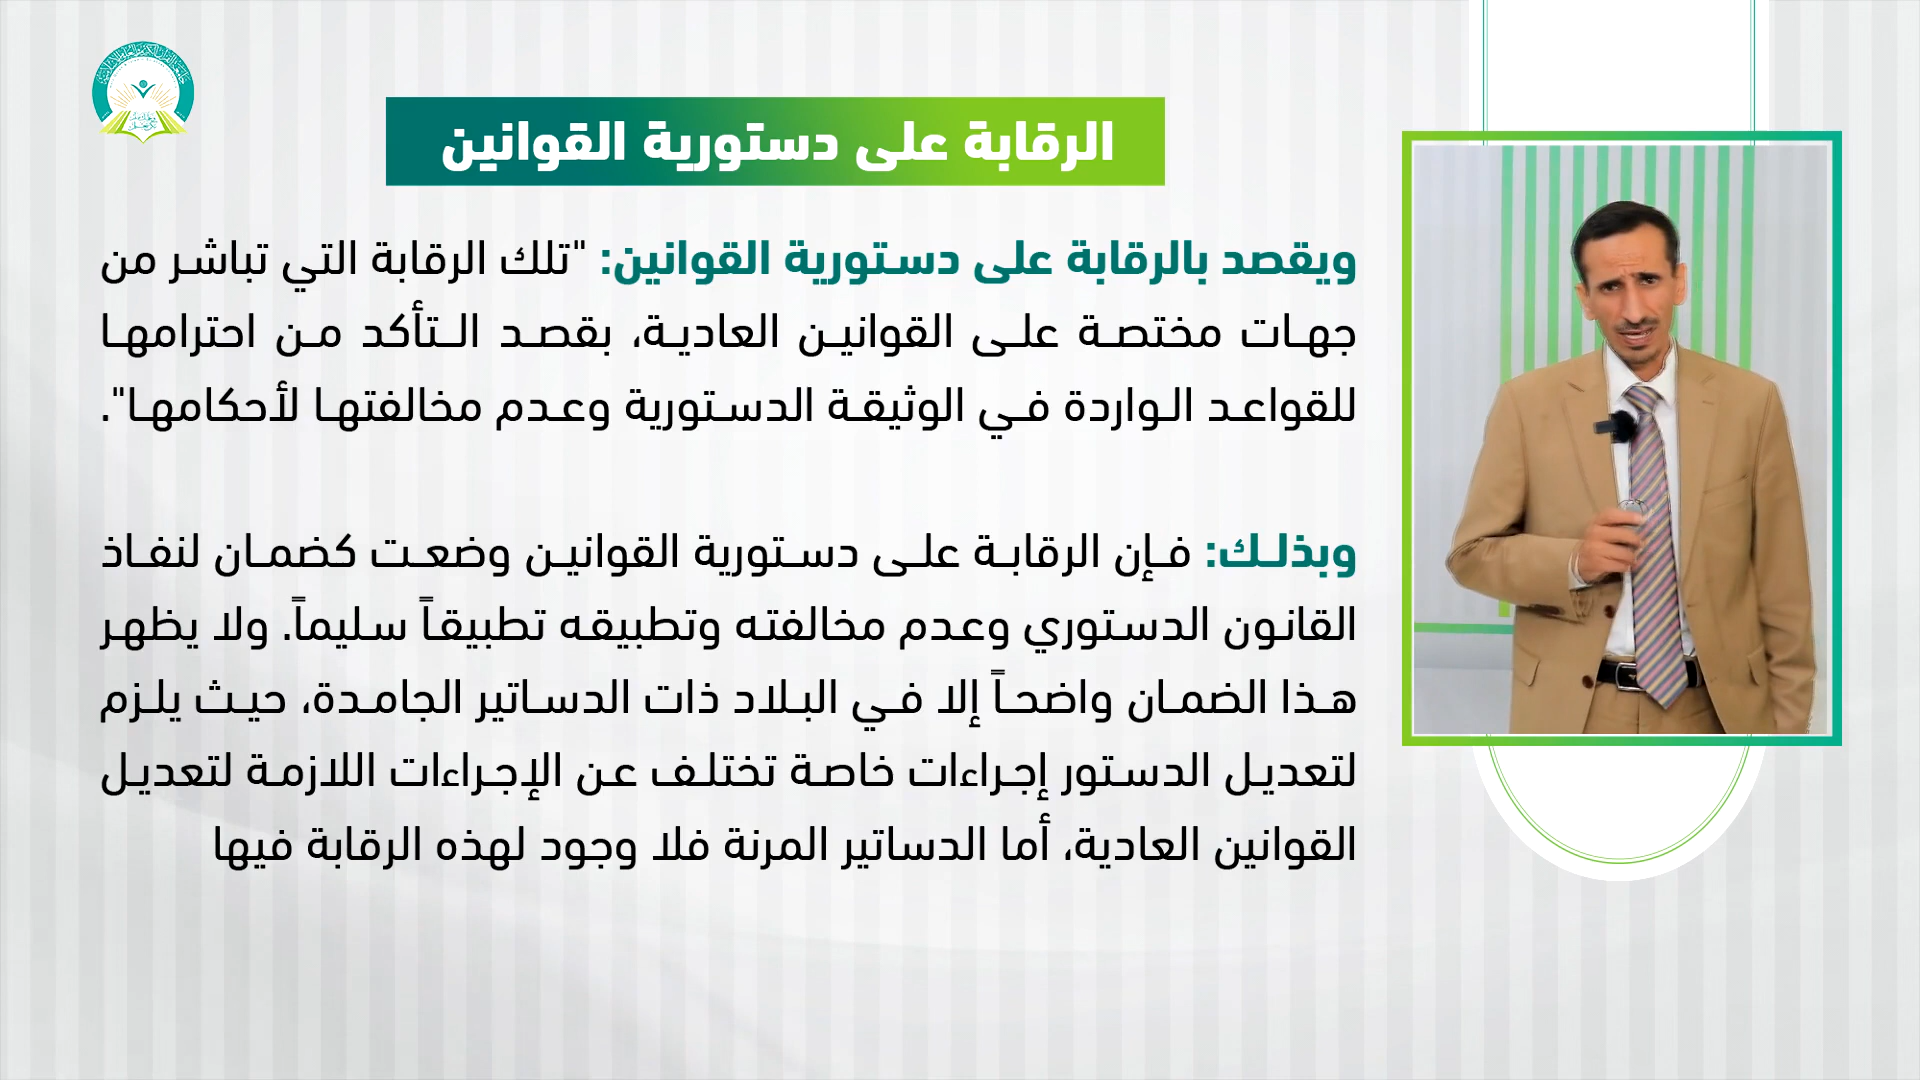 الرقابة على دستورية القوانين
ويقصد بالرقابة على دستورية القوانين: "تلك الرقابة التي تباشر من
جهات مختصة على القوانين العادية، بقصد التأكد من احترامها
للقواعد الواردة في الوثيقة الدستورية وعدم مخالفتها لأحكامها".
وبذلك: فإن الرقابة على دستورية القوانين وضعت كضمان لنفاذ
القانون الدستوري وعدم مخالفته وتطبيقه تطبيقاً سليماً. ولا يظهر
هذا الضمان واضحاً إلا في البلاد ذات الدساتير الجامدة، حيث يلزم
لتعديل الدستور إجراءات خاصة تختلف عن الإجراءات اللازمة لتعديل
القوانين العادية، أما الدساتير المرنة فلا وجود لهذه الرقابة فيها